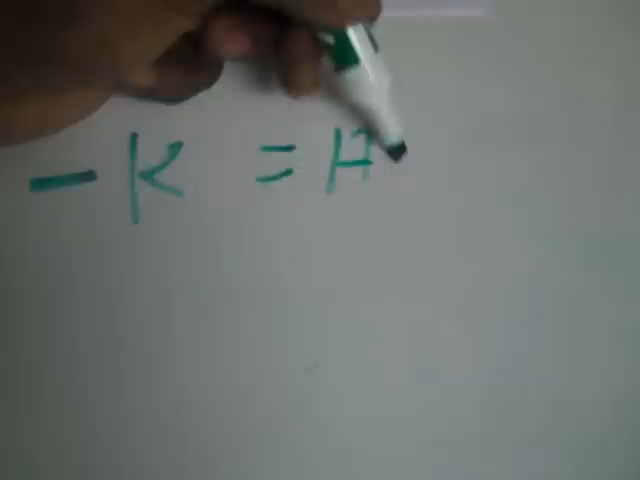 - K = H